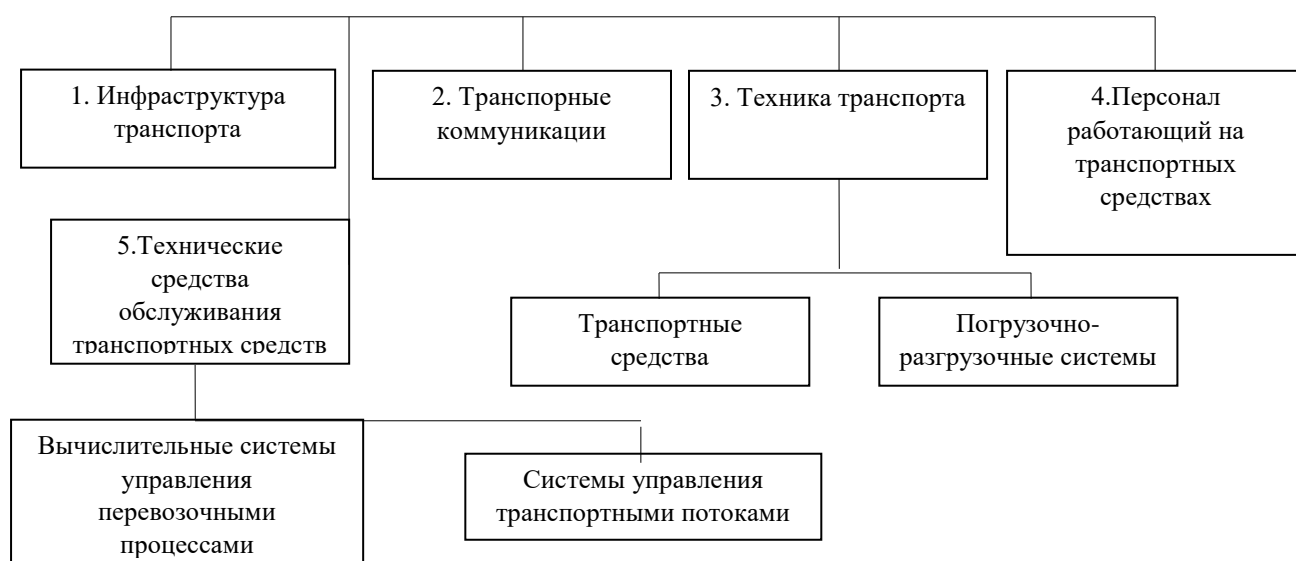 1. Инфраструктура
транспорта
2. Транспорные
коммуникации
3. Техника транспорта
4.Персонал
работающий на
транспортных
средствах
5.Технические
средства
обслуживания
транспортных средств
Транспортные
средства
Погрузочно-
разгрузочные системы
Вычислительные системы
управления
перевозочными
процессами
Системы управления
транспортными потоками